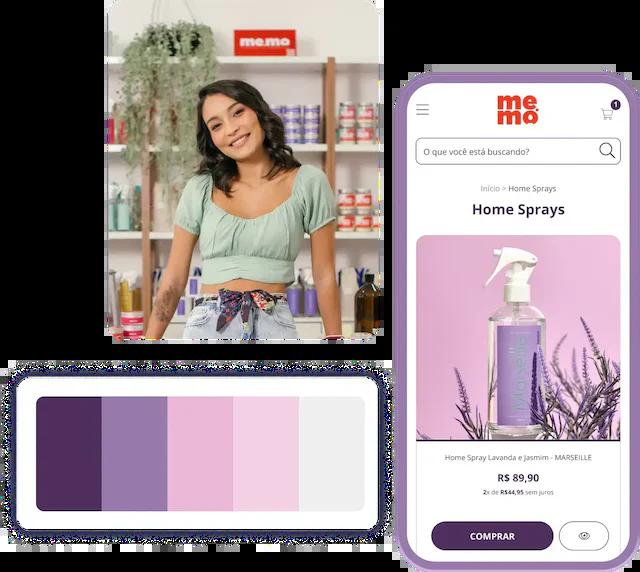 me.mo
me
mo
1
O que você está buscando?
Início > Home Sprays
Home Sprays
Marseille
Home Spray Lavanda e Jasmim - MARSEILLE
R$ 89,90
2x de R$44,95 sem juros
COMPRAR